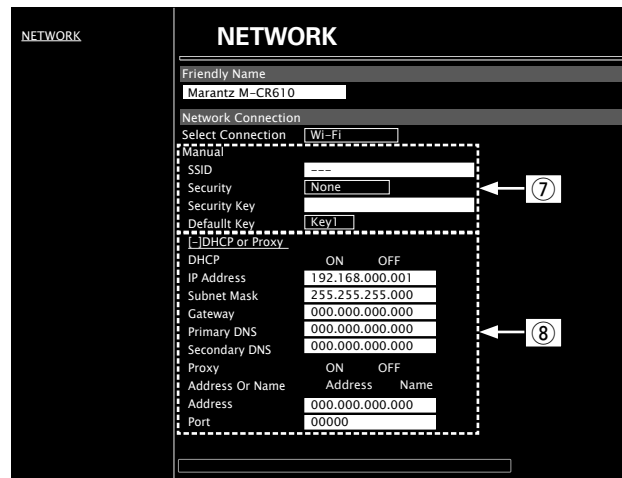 NETWORK
NETWORK
Friendly Name
Marantz M-CR610
Network Connection
Select Connection Wi-Fi
Manual
SSID ---
Security None
⑦
Security Key
Defaullt Key Key1
[-]DHCP or Proxy
DHCP ON OFF
IP Address 192.168.000.001
Subnet Mask 255.255.255.000
Gateway 000.000.000.000
Primary DNS 000.000.000.000
⑧
Secondary DNS 000.000.000.000
Proxy ON OFF
Address Or Name Address Name
Address 000.000.000.000
Port 00000